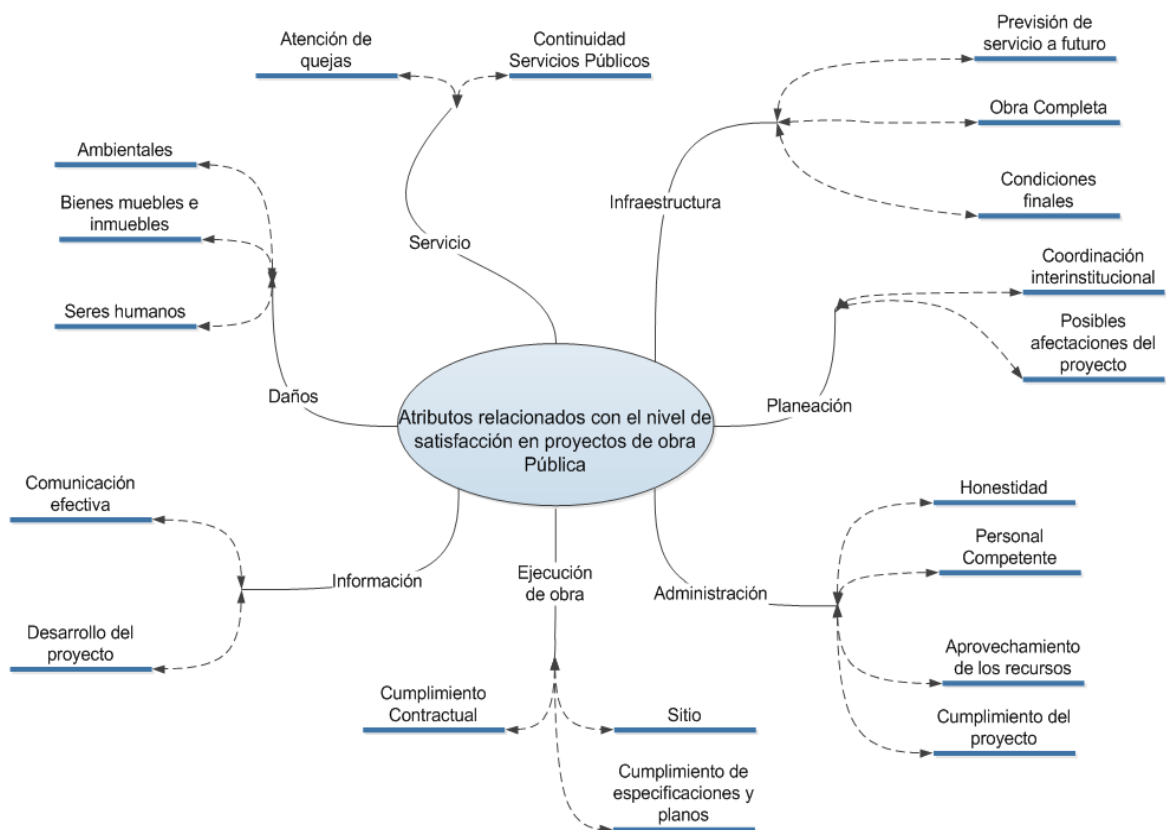 Atención de
quejas
Continuidad
Servicios Públicos
Previsión de
servicio a futuro
Obra Completa
Condiciones
finales
Infraestructura
Ambientales
Bienes muebles e
inmuebles
Seres humanos
Servicio
Daños
Coordinación
interinstitucional
Posibles
afectaciones del
proyecto
Planeación
Atributos relacionados con el nivel de
satisfacción en proyectos de obra
Pública
Comunicación
efectiva
Información
Desarrollo del
proyecto
Ejecución
de obra
Cumplimiento
Contractual
Sitio
Cumplimiento de
especificaciones y
planos
Administración
Honestidad
Personal
Competente
Aprovechamiento
de los recursos
Cumplimiento del
proyecto